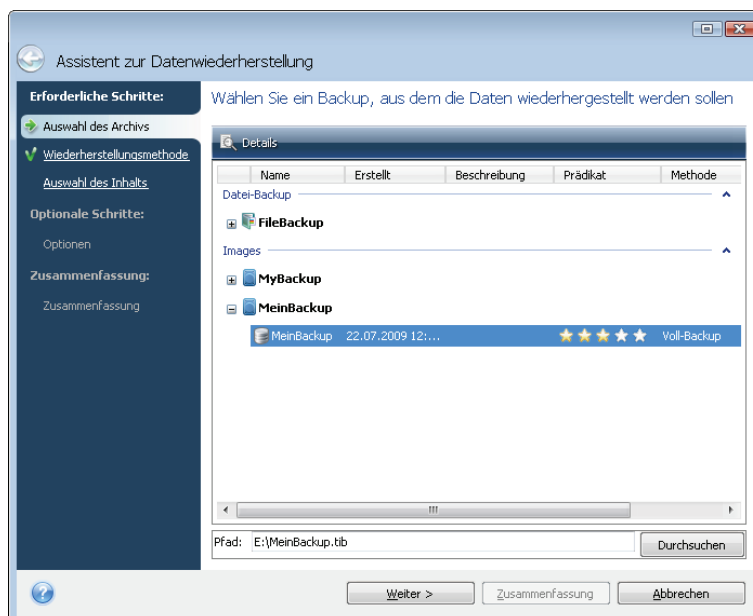 Assistent zur Datenwiederherstellung
Erforderliche Schritte:
Auswahl des Archivs
Wiederherstellungsmethode
Auswahl des Inhalts
Optionale Schritte:
Optionen
Zusammenfassung:
Zusammenfassung
Wählen Sie ein Backup, aus dem die Daten wiederhergestellt werden sollen
Details
Name Erstellt Beschreibung Prädikat Methode
Datei-Backup
FileBackup
Images
MyBackup
MeinBackup
MeinBackup 22.07.2009 12:... Voll-Backup
Pfad: E:\MeinBackup.tib Durchsuchen
Weiter > Zusammenfassung Abbrechen